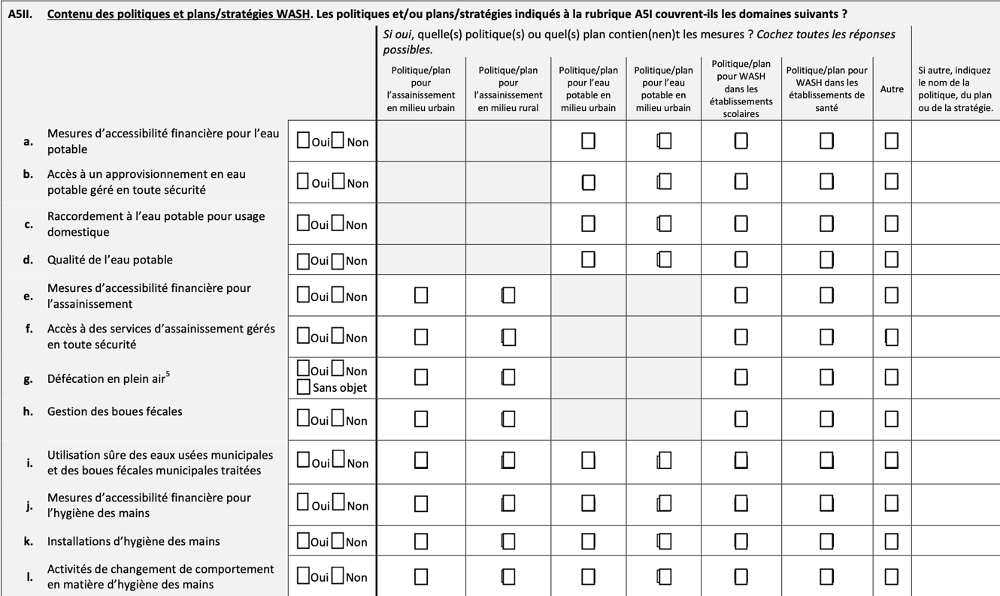 A5II. Contenu des politiques et plans/stratégies WASH. Les politiques et/ou plans/stratégies indiqués à la rubrique A5I couvrent-ils les domaines suivants ?
Si oui, quelle(s) politique(s) ou quel(s) plan contien(nen)t les mesures ? Cochez toutes les réponses
possibles.
Politique/plan
pour
l’assainissement
en milieu urbain
Politique/plan
pour
l’assainissement
en milieu rural
Politique/plan
pour l’eau
potable en
milieu urbain
Politique/plan
pour l’eau
potable en
milieu urbain
Politique/plan
pour WASH
dans les
établissements
scolaires
Politique/plan pour
WASH dans les
établissements de
santé
Autre
Si autre, indiquez
le nom de la
politique, du plan
ou de la stratégie.
a. Mesures d’accessibilité financière pour l’eau
potable
Oui Non
b. Accès à un approvisionnement en eau
potable géré en toute sécurité
Oui Non
c. Raccordement à l’eau potable pour usage
domestique
Oui Non
d. Qualité de l’eau potable
Oui Non
e. Mesures d’accessibilité financière pour
l’assainissement
Oui Non
f. Accès à des services d’assainissement gérés
en toute sécurité
Oui Non
g. Défécation en plein air5
Oui Non
Sans objet
h. Gestion des boues fécales
Oui Non
i. Utilisation sûre des eaux usées municipales
et des boues fécales municipales traitées
Oui Non
j. Mesures d’accessibilité financière pour
l’hygiène des mains
Oui Non
k. Installations d’hygiène des mains
Oui Non
l. Activités de changement de comportement
en matière d’hygiène des mains
Oui Non